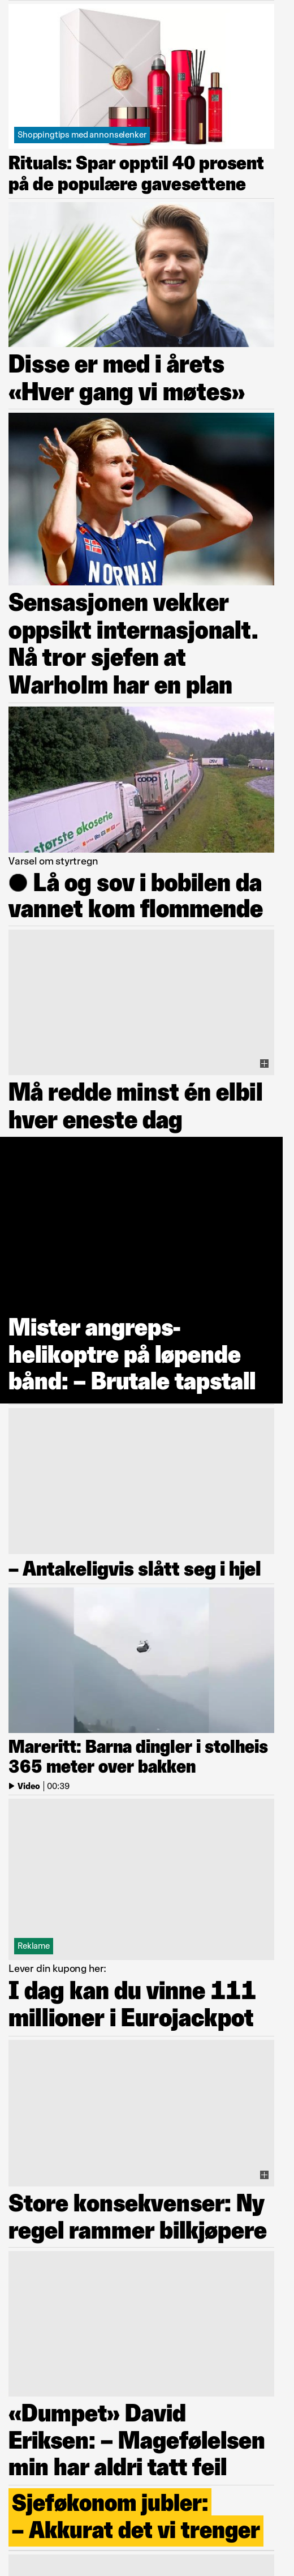 Shoppingtips med annonselenker
Rituals: Spar opptil 40 prosent
på de populære gavesettene
Disse er med i årets
«Hver gang vi møtes»
NORWAY
Sensasjonen vekker
oppsikt internasjonalt.
Nå tror sjefen at
Warholm har en plan
største økoserie
coop
Varsel om styrtregn
● Lå og sov i bobilen da
vannet kom flommende
Må redde minst én elbil
hver eneste dag
Mister angreps-
helikoptre på løpende
bånd: – Brutale tapstall
– Antakeligvis slått seg i hjel
Mareritt: Barna dingler i stolheis
365 meter over bakken
Video | 00:39
Reklame
Lever din kupong her:
I dag kan du vinne 111
millioner i Eurojackpot
Store konsekvenser: Ny
regel rammer bilkjøpere
«Dumpet» David
Eriksen: – Magefølelsen
min har aldri tatt feil
Sjeføkonom jubler:
– Akkurat det vi trenger